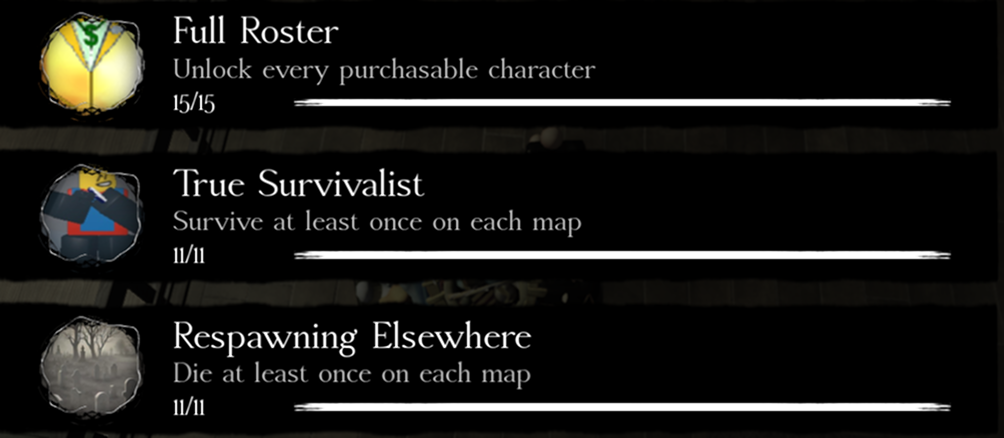 Full Roster
Unlock every purchasable character
15/15
True Survivalist
Survive at least once on each map
11/11
Respawning Elsewhere
Die at least once on each map
11/11